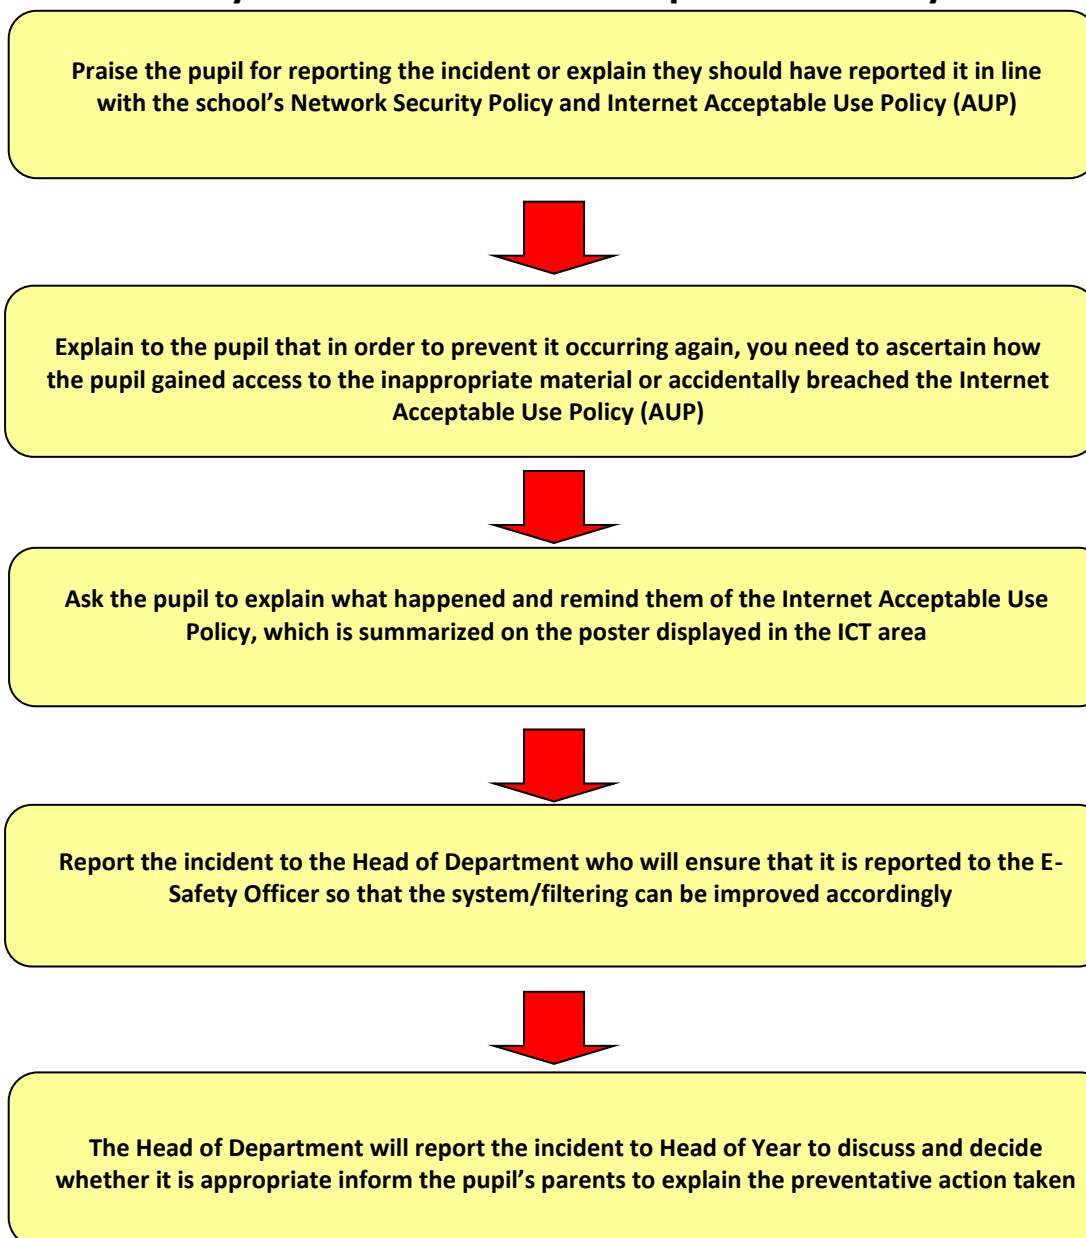 Praise the pupil for reporting the incident or explain they should have reported it in line
with the school’s Network Security Policy and Internet Acceptable Use Policy (AUP)
Explain to the pupil that in order to prevent it occurring again, you need to ascertain how
the pupil gained access to the inappropriate material or accidentally breached the Internet
Acceptable Use Policy (AUP)
Ask the pupil to explain what happened and remind them of the Internet Acceptable Use
Policy, which is summarized on the poster displayed in the ICT area
Report the incident to the Head of Department who will ensure that it is reported to the E-
Safety Officer so that the system/filtering can be improved accordingly
The Head of Department will report the incident to Head of Year to discuss and decide
whether it is appropriate inform the pupil’s parents to explain the preventative action taken